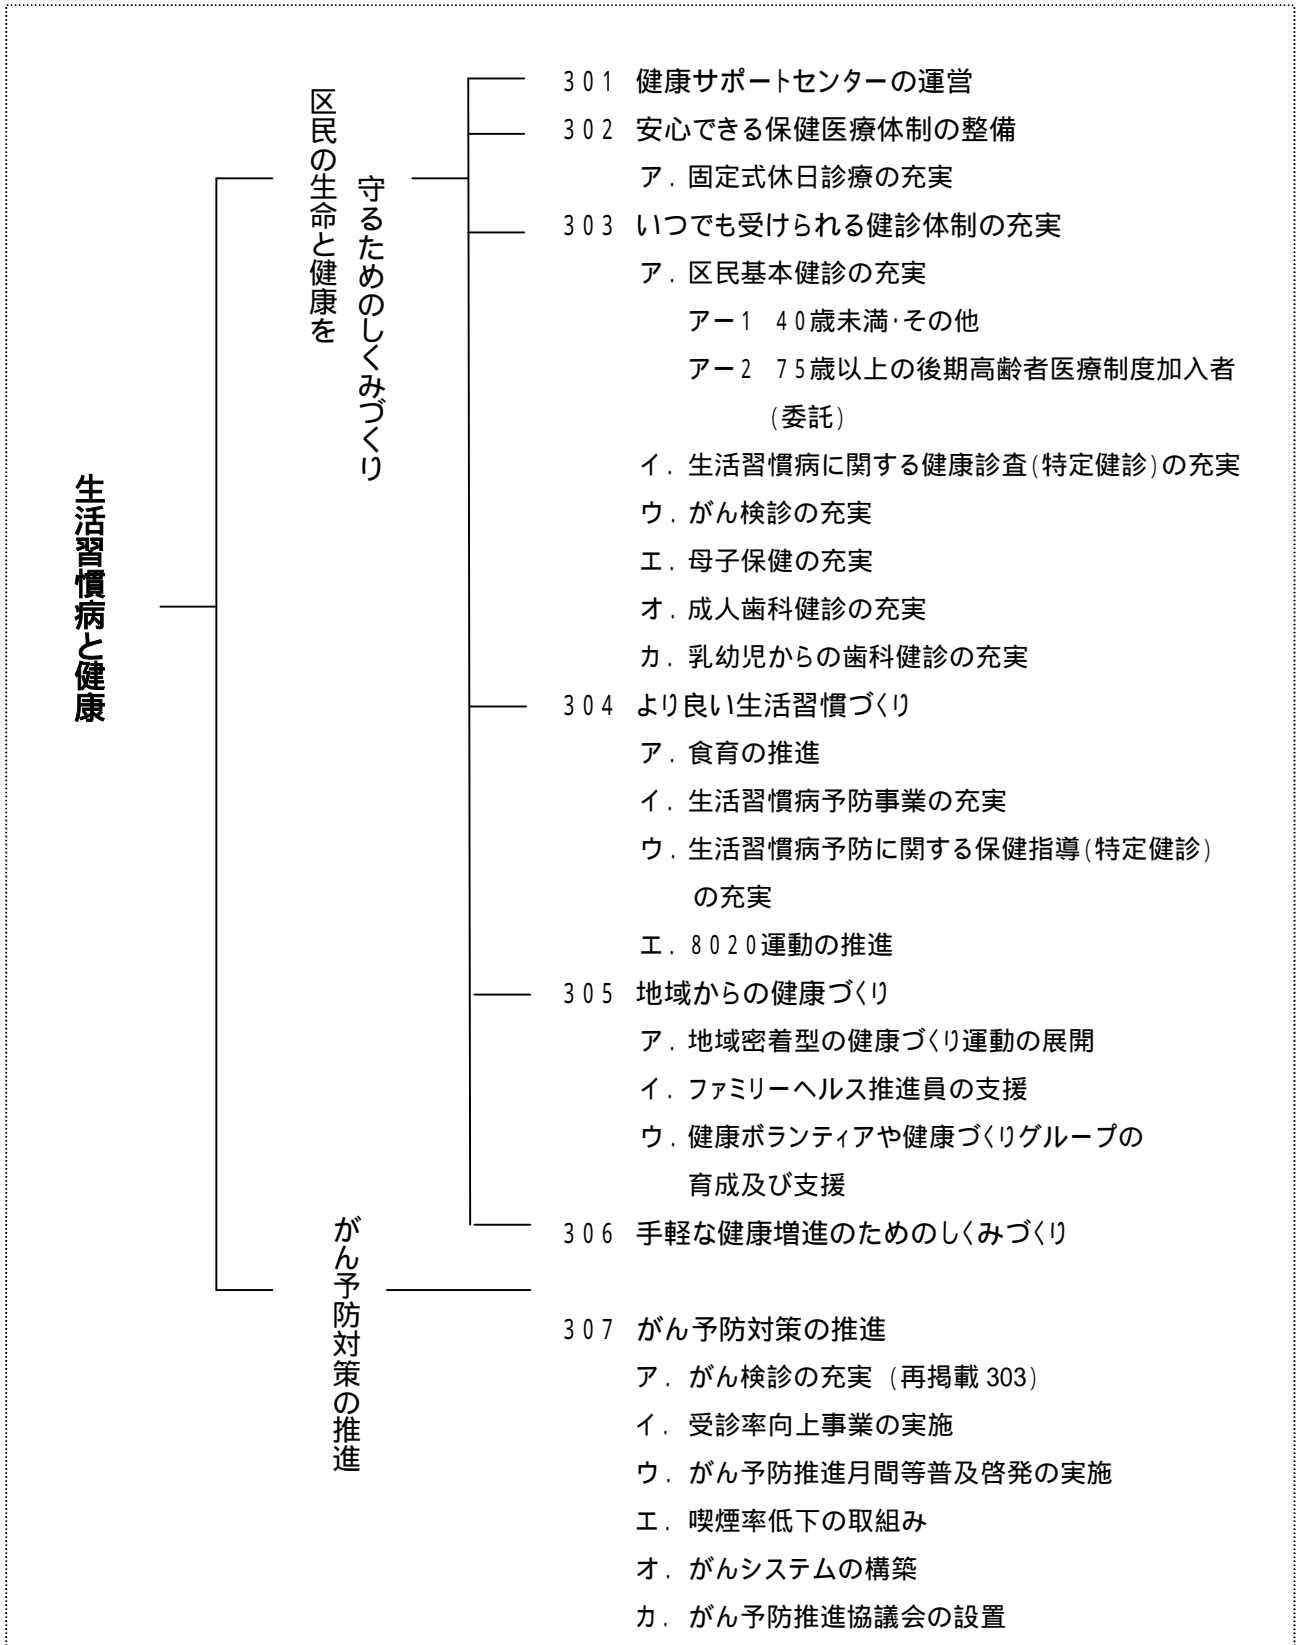 生活習慣病と健康
区民の生命と健康を
守るためのしくみづくり
301 健康サポートセンターの運営
302 安心できる保健医療体制の整備
ア．固定式休日診療の充実
303 いつでも受けられる健診体制の充実
ア．区民基本健診の充実
アー1 40歳未満・その他
アー2 75歳以上の後期高齢者医療制度加入者
(委託)
イ．生活習慣病に関する健康診査(特定健診)の充実
ウ．がん検診の充実
エ．母子保健の充実
オ．成人歯科健診の充実
カ．乳幼児からの歯科健診の充実
304 より良い生活習慣づくり
ア．食育の推進
イ．生活習慣病予防事業の充実
ウ．生活習慣病予防に関する保健指導(特定健診)
の充実
エ．8020運動の推進
305 地域からの健康づくり
ア．地域密着型の健康づくり運動の展開
イ．ファミリーヘルス推進員の支援
ウ．健康ボランティアや健康づくりグループの
育成及び支援
306 手軽な健康増進のためのしくみづくり
がん予防対策の推進
307 がん予防対策の推進
ア．がん検診の充実 (再掲載 303)
イ．受診率向上事業の実施
ウ．がん予防推進月間等普及啓発の実施
エ．喫煙率低下の取組み
オ．がんシステムの構築
カ．がん予防推進協議会の設置